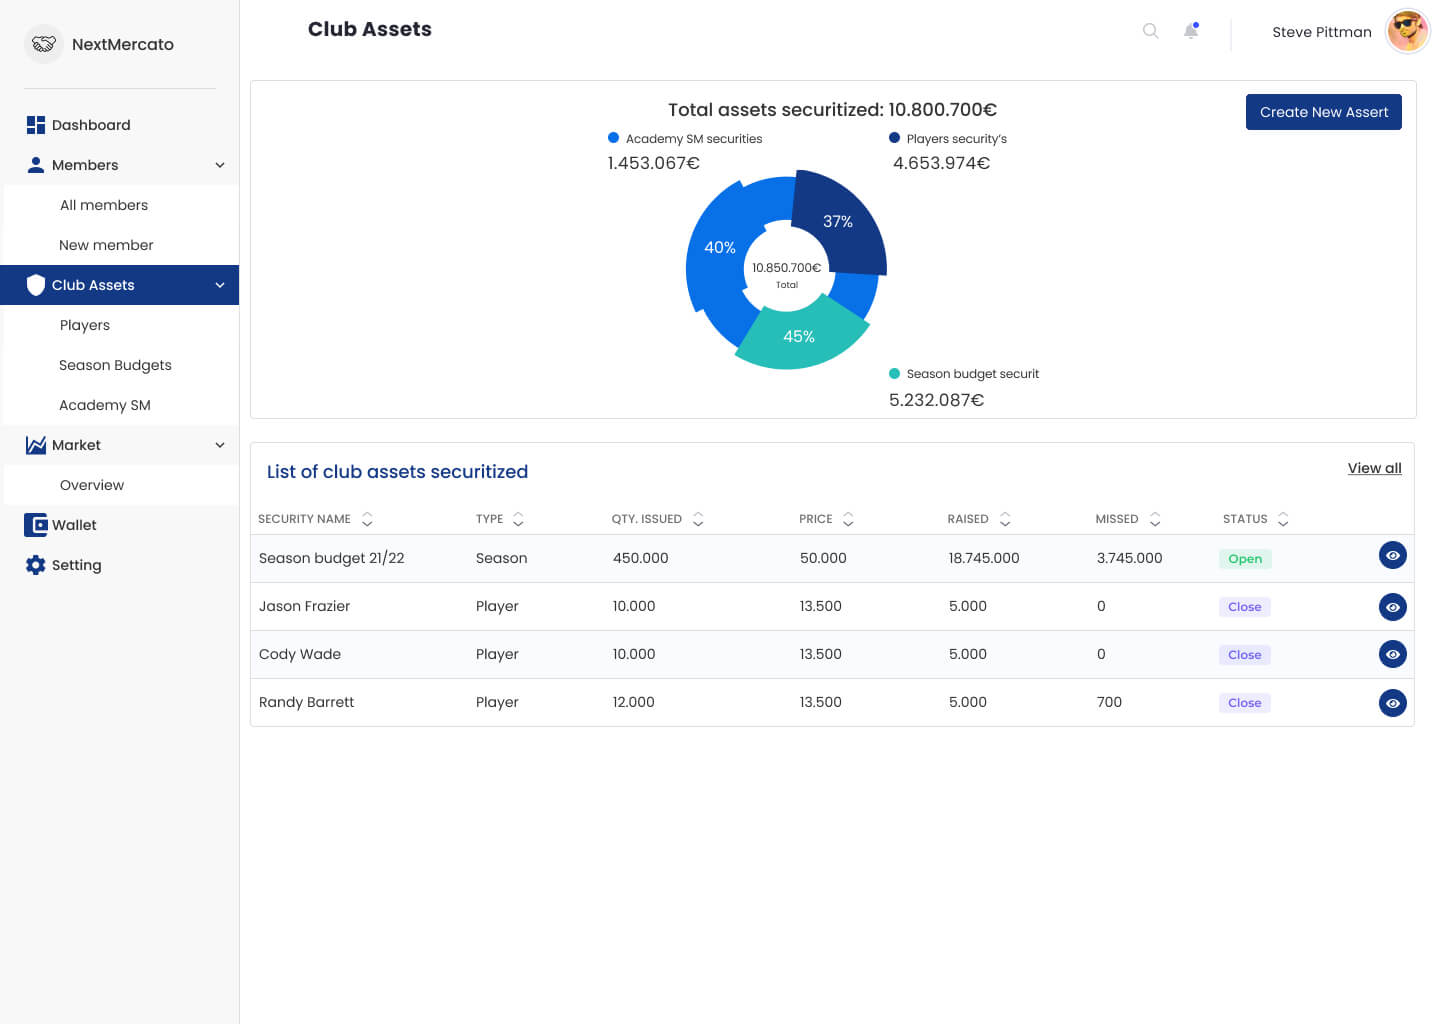 NextMercato
Club Assets
Steve Pittman
Dashboard
Members
All members
New member
Club Assets
Players
Season Budgets
Academy SM
Market
Overview
Wallet
Setting
Total assets securitized: 10.800.700€
Create New Assert
Academy SM securities
1.453.067€
Players security's
4.653.974€
37%
40%
10.850.700€
Total
45%
Season budget securit
5.232.087€
List of club assets securitized
View all
SECURITY NAME TYPE QTY. ISSUED PRICE RAISED MISSED STATUS
Season budget 21/22 Season 450.000 50.000 18.745.000 3.745.000 Open
Jason Frazier Player 10.000 13.500 5.000 0 Close
Cody Wade Player 10.000 13.500 5.000 0 Close
Randy Barrett Player 12.000 13.500 5.000 700 Close